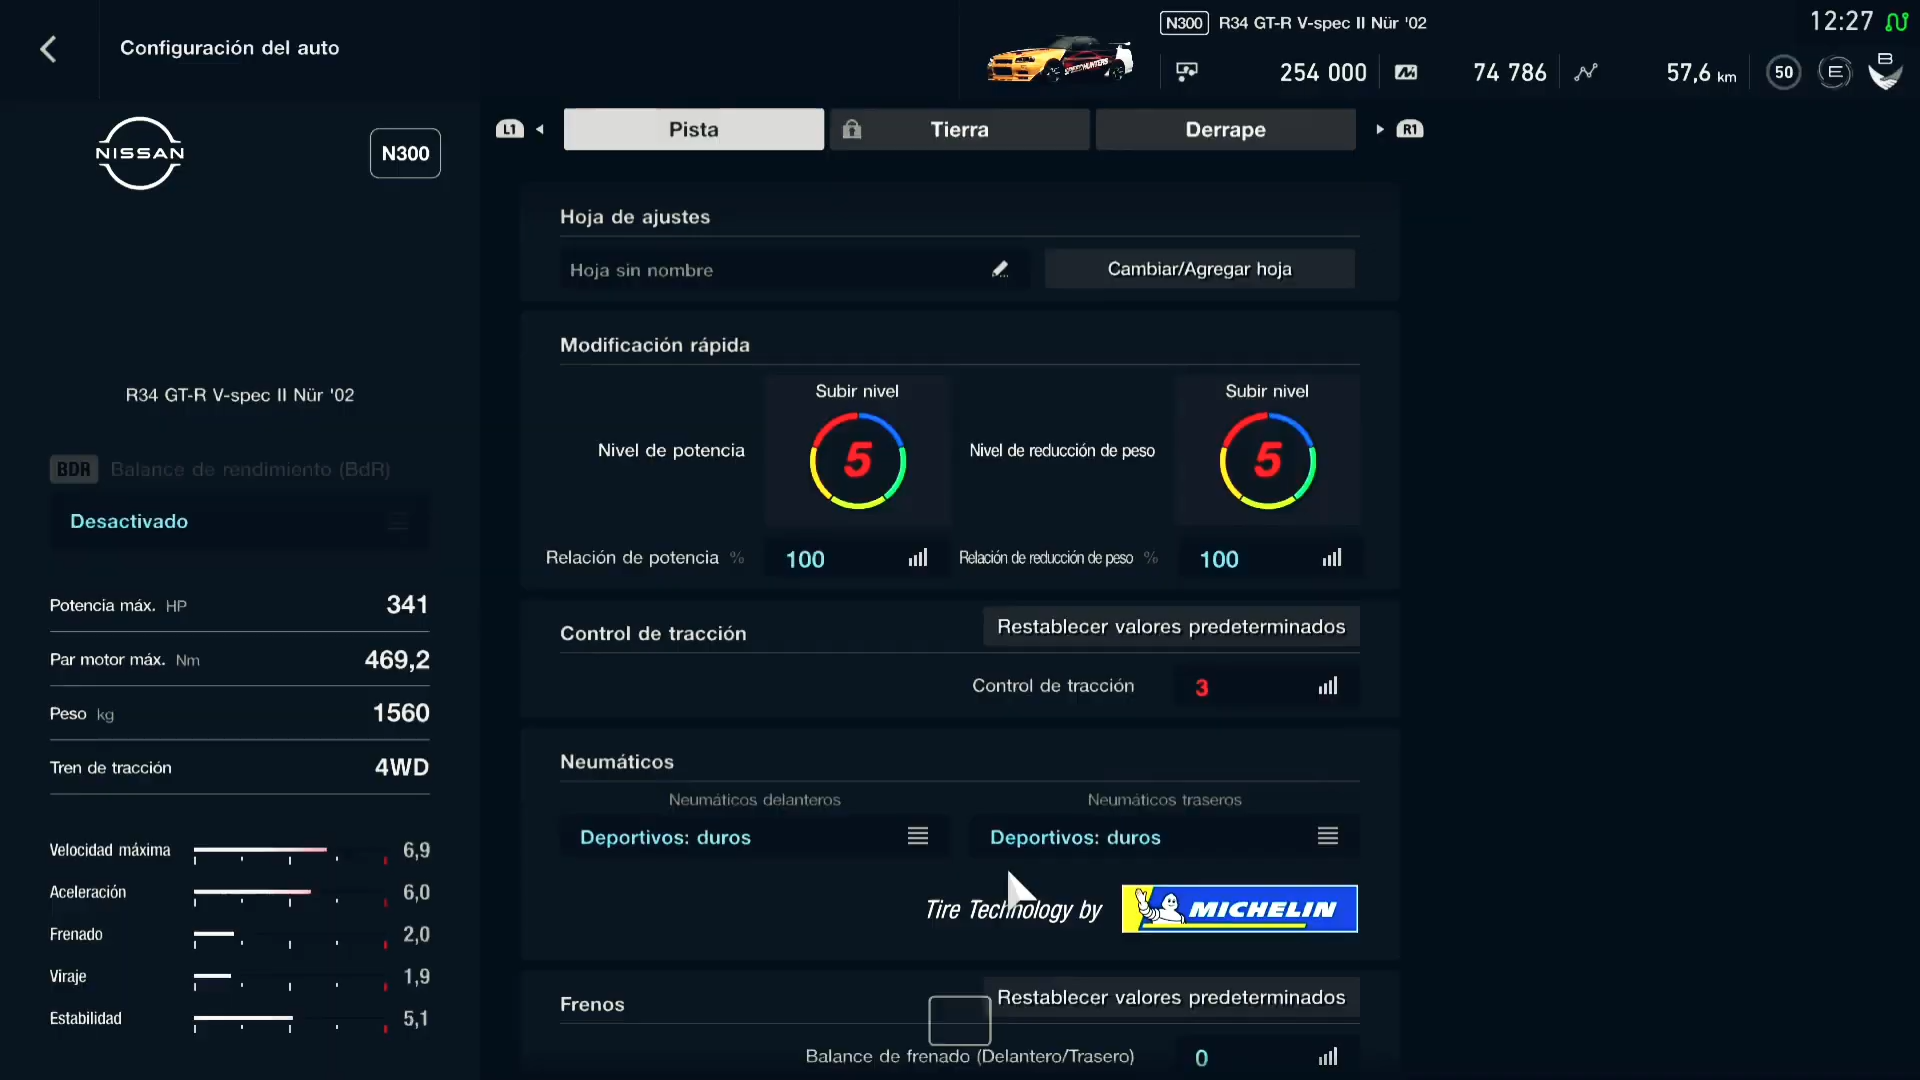 Configuración del auto
N300 R34 GT-R V-spec II Nür '02
12:27
254 000
74 786
57,6 km
50
E
B
NISSAN
N300
L1
Pista
Tierra
Derrape
R1
Hoja de ajustes
Hoja sin nombre
Cambiar/Agregar hoja
Modificación rápida
R34 GT-R V-spec II Nür '02
Nivel de potencia
Subir nivel
5
Nivel de reducción de peso
Subir nivel
5
Relación de potencia %
100
Relación de reducción de peso %
100
BDR Balance de rendimiento (BdR)
Desactivado
Potencia máx. HP 341
Par motor máx. Nm 469,2
Peso kg 1560
Tren de tracción 4WD
Velocidad máxima 6,9
Aceleración 6,0
Frenado 2,0
Viraje 1,9
Estabilidad 5,1
Control de tracción
Restablecer valores predeterminados
Control de tracción 3
Neumáticos
Neumáticos delanteros
Neumáticos traseros
Deportivos: duros
Deportivos: duros
Tire Technology by MICHELIN
Frenos
Restablecer valores predeterminados
Balance de frenado (Delantero/Trasero) 0